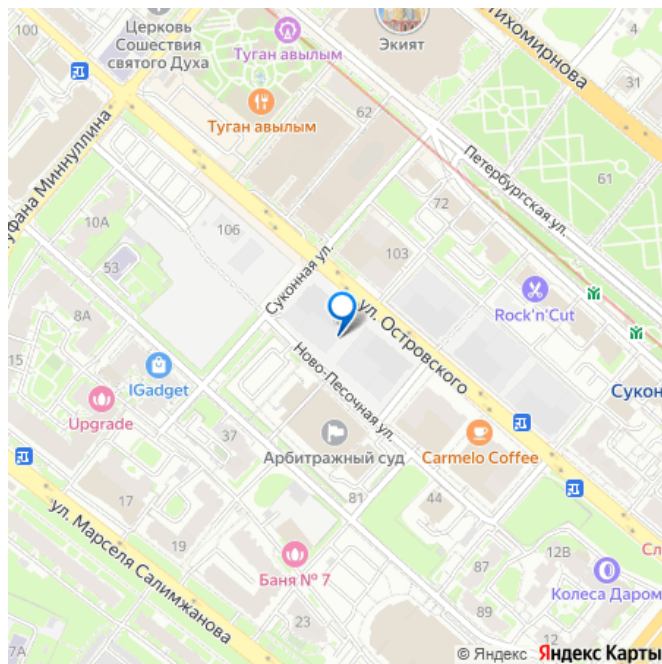 100
Церковь
Сошествия
святого Духа
Туган авылым
Экият
Тихомирнова
4
31
Туган авылым
62
Петербургская ул.
61
уфана Миннуллина
10А
106
72
103
53
Суконная ул.
ул. Островского
Rock'n'Cut
8А
15
IGadget
Upgrade
Ново-Песочная ул.
Сукон
37
Арбитражный суд
Carmelo Coffee
17
81
44
ул. Марселя Салимжанова
19
Баня № 7
87
12В
Сл
Колеса Даром
23
89
12
7А
© Яндекс Яндекс Карты